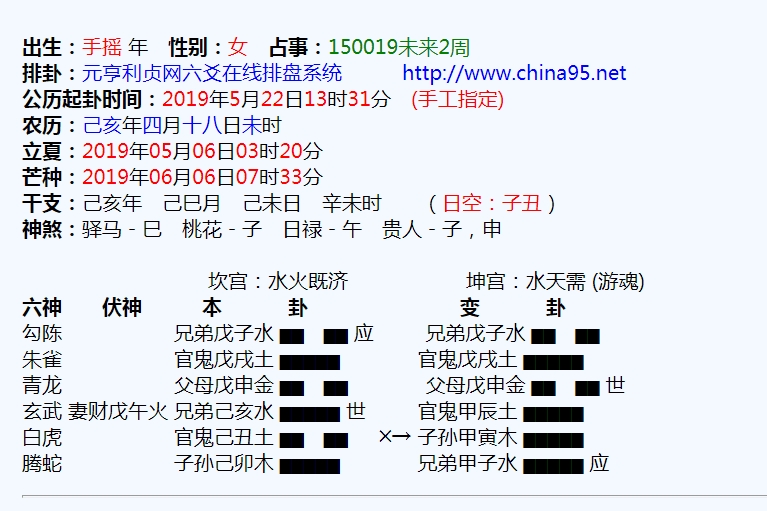 出生：手摇 年 性别：女 占事：150019未来2周
排卦：元亨利贞网六爻在线排盘系统 http://www.china95.net
公历起卦时间：2019年5月22日13时31分 (手工指定)
农历：己亥年四月十八日未时
立夏：2019年05月06日03时20分
芒种：2019年06月06日07时33分
干支：己亥年 己巳月 己未日 辛未时 （日空：子丑）
神煞：驿马－巳 桃花－子 日禄－午 贵人－子，申
坎宫：水火既济 坤宫：水天需 (游魂)
六神 伏神 本 卦 变 卦
勾陈 兄弟戊子水 应 兄弟戊子水
朱雀 官鬼戊戌土 官鬼戊戌土
青龙 父母戊申金 父母戊申金 世
玄武 妻财戊午火 兄弟己亥水 世 官鬼甲辰土
白虎 官鬼己丑土 ×→ 子孙甲寅木
腾蛇 子孙己卯木 兄弟甲子水 应